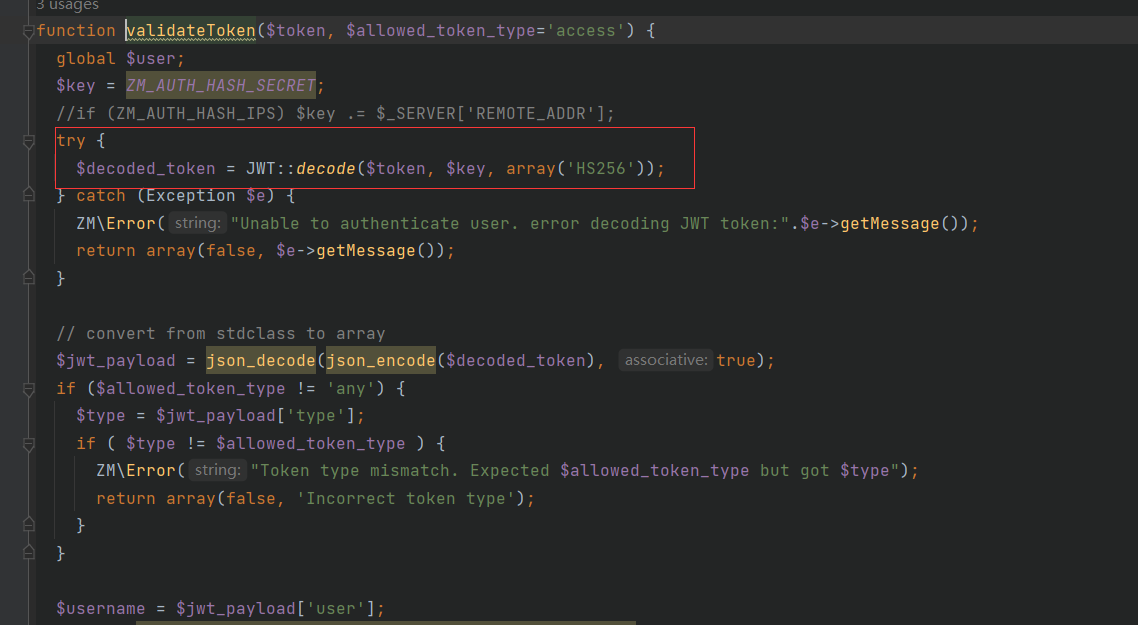 3 usages
function validateToken($token, $allowed_token_type='access') {
global $user;
$key = ZM_AUTH_HASH_SECRET;
//if (ZM_AUTH_HASH_IPS) $key .= $_SERVER['REMOTE_ADDR'];
try {
$decoded_token = JWT::decode($token, $key, array('HS256'));
} catch (Exception $e) {
ZM\Error( string: "Unable to authenticate user. error decoding JWT token:".$e->getMessage());
return array(false, $e->getMessage());
}
// convert from stdclass to array
$jwt_payload = json_decode(json_encode($decoded_token), associative: true);
if ($allowed_token_type != 'any') {
$type = $jwt_payload['type'];
if ( $type != $allowed_token_type ) {
ZM\Error( string: "Token type mismatch. Expected $allowed_token_type but got $type");
return array(false, 'Incorrect token type');
}
}
$username = $jwt_payload['user'];